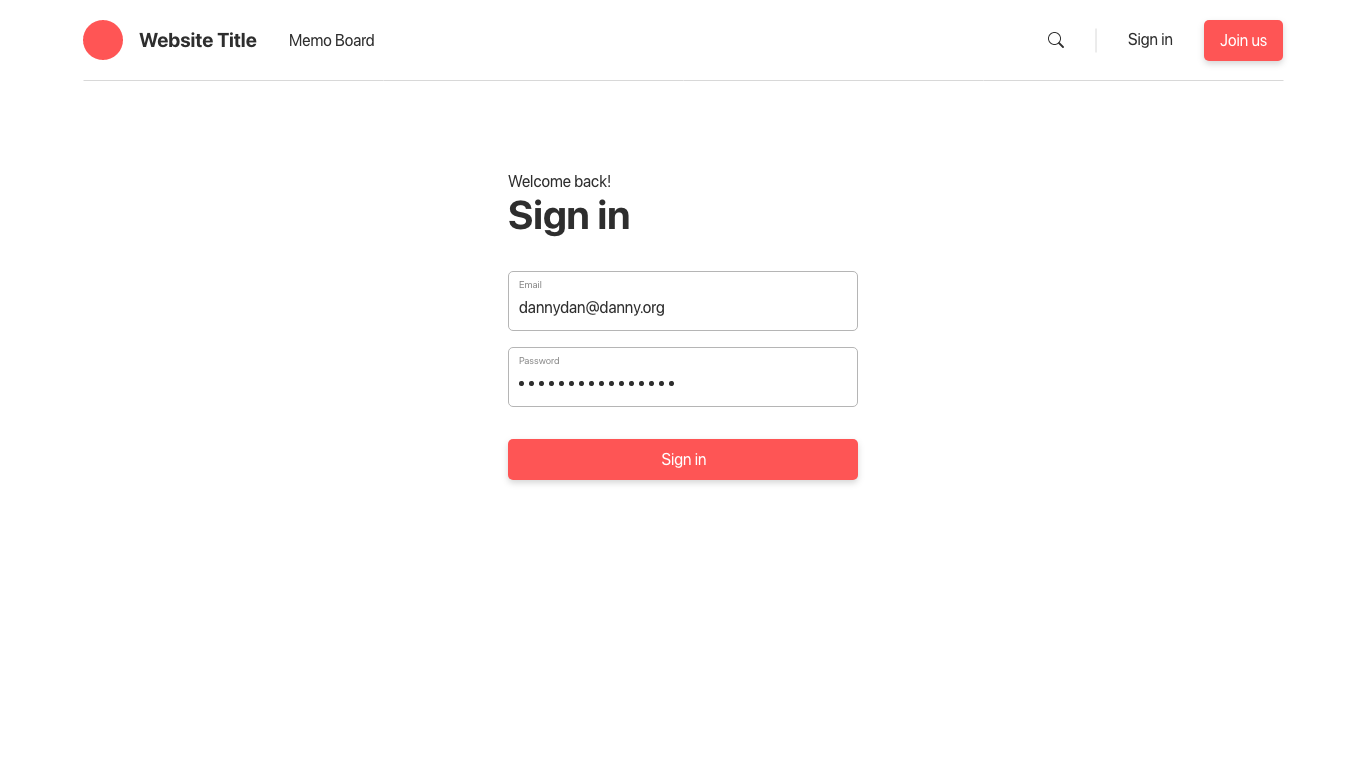 Website Title
Memo Board
Sign in
Join us
Welcome back!
Sign in
Email
dannydan@danny.org
Password
••••••••••••••••
Sign in